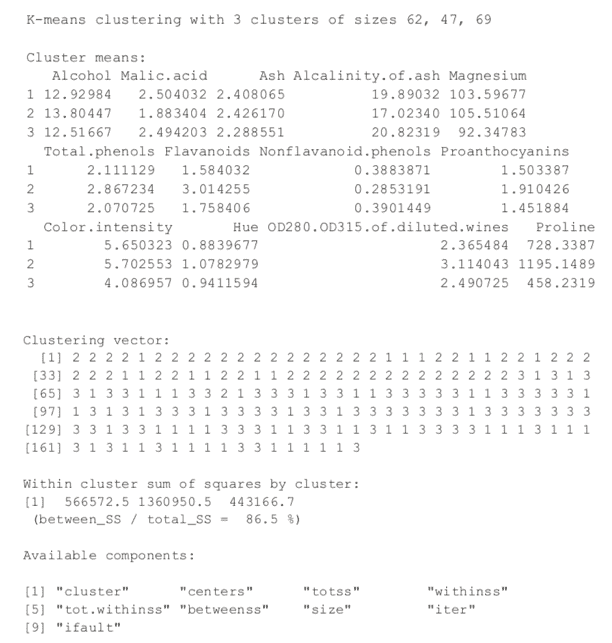 K-means clustering with 3 clusters of sizes 62, 47, 69
Cluster means:
Alcohol Malic.acid Ash Alcalinity.of.ash Magnesium
1 12.92984 2.504032 2.408065 19.89032 103.59677
2 13.80447 1.883404 2.426170 17.02340 105.51064
3 12.51667 2.494203 2.288551 20.82319 92.34783
Total.phenols Flavanoids Nonflavanoid.phenols Proanthocyanins
1 2.111129 1.584032 0.3883871 1.503387
2 2.867234 3.014255 0.2853191 1.910426
3 2.070725 1.758406 0.3901449 1.451884
Color.intensity Hue OD280.OD315.of.diluted.wines Proline
1 5.650323 0.8839677 2.365484 728.3387
2 5.702553 1.0782979 3.114043 1195.1489
3 4.086957 0.9411594 2.490725 458.2319
Clustering vector:
[1] 2 2 2 2 1 2 2 2 2 2 2 2 2 2 2 2 2 2 2 1 1 1 2 2 1 1 2 2 1 2 2 2
[33] 2 2 2 1 1 2 2 1 1 2 2 1 1 2 2 2 2 2 2 2 2 2 2 2 2 2 2 3 1 3 1 3
[65] 3 1 3 3 1 1 1 3 3 2 1 3 3 3 1 3 3 1 1 3 3 3 3 3 1 1 3 3 3 3 3 1
[97] 1 3 1 3 1 3 3 3 1 3 3 3 3 1 3 3 1 3 3 3 3 3 3 1 3 3 3 3 3 3 3 3
[129] 3 3 1 3 3 1 1 1 1 3 3 3 1 1 3 3 1 1 3 1 1 3 3 3 3 1 1 1 3 1 1 1
[161] 3 1 3 1 1 3 1 1 1 1 3 3 1 1 1 1 1 3
Within cluster sum of squares by cluster:
[1] 566572.5 1360950.5 443166.7
(between_SS / total_SS = 86.5 %)
Available components:
[1] "cluster" "centers" "totss" "withinss"
[5] "tot.withinss" "betweenss" "size" "iter"
[9] "ifault"